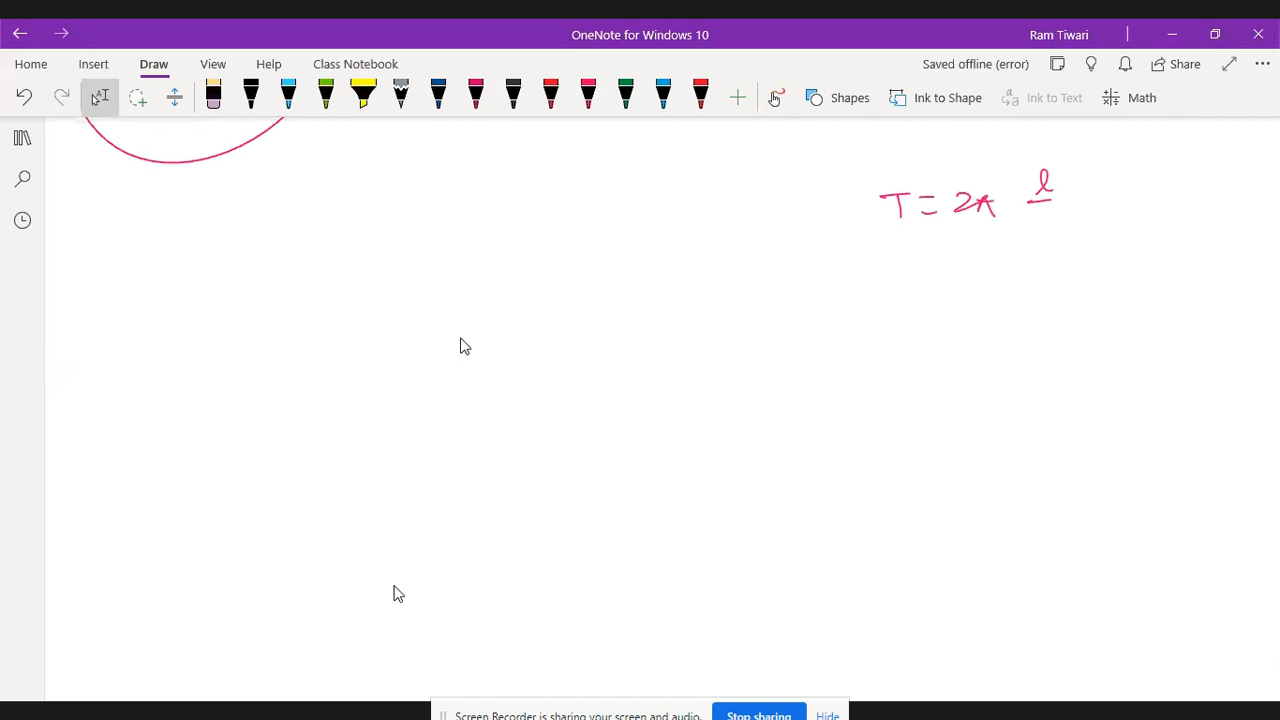 OneNote for Windows 10
Ram Tiwari
Home Insert Draw View Help Class Notebook
Saved offline (error) Share
Shapes Ink to Shape Ink to Text Math
T = 2π l
Screen Recorder is sharing your screen and audio. Stop sharing Hide